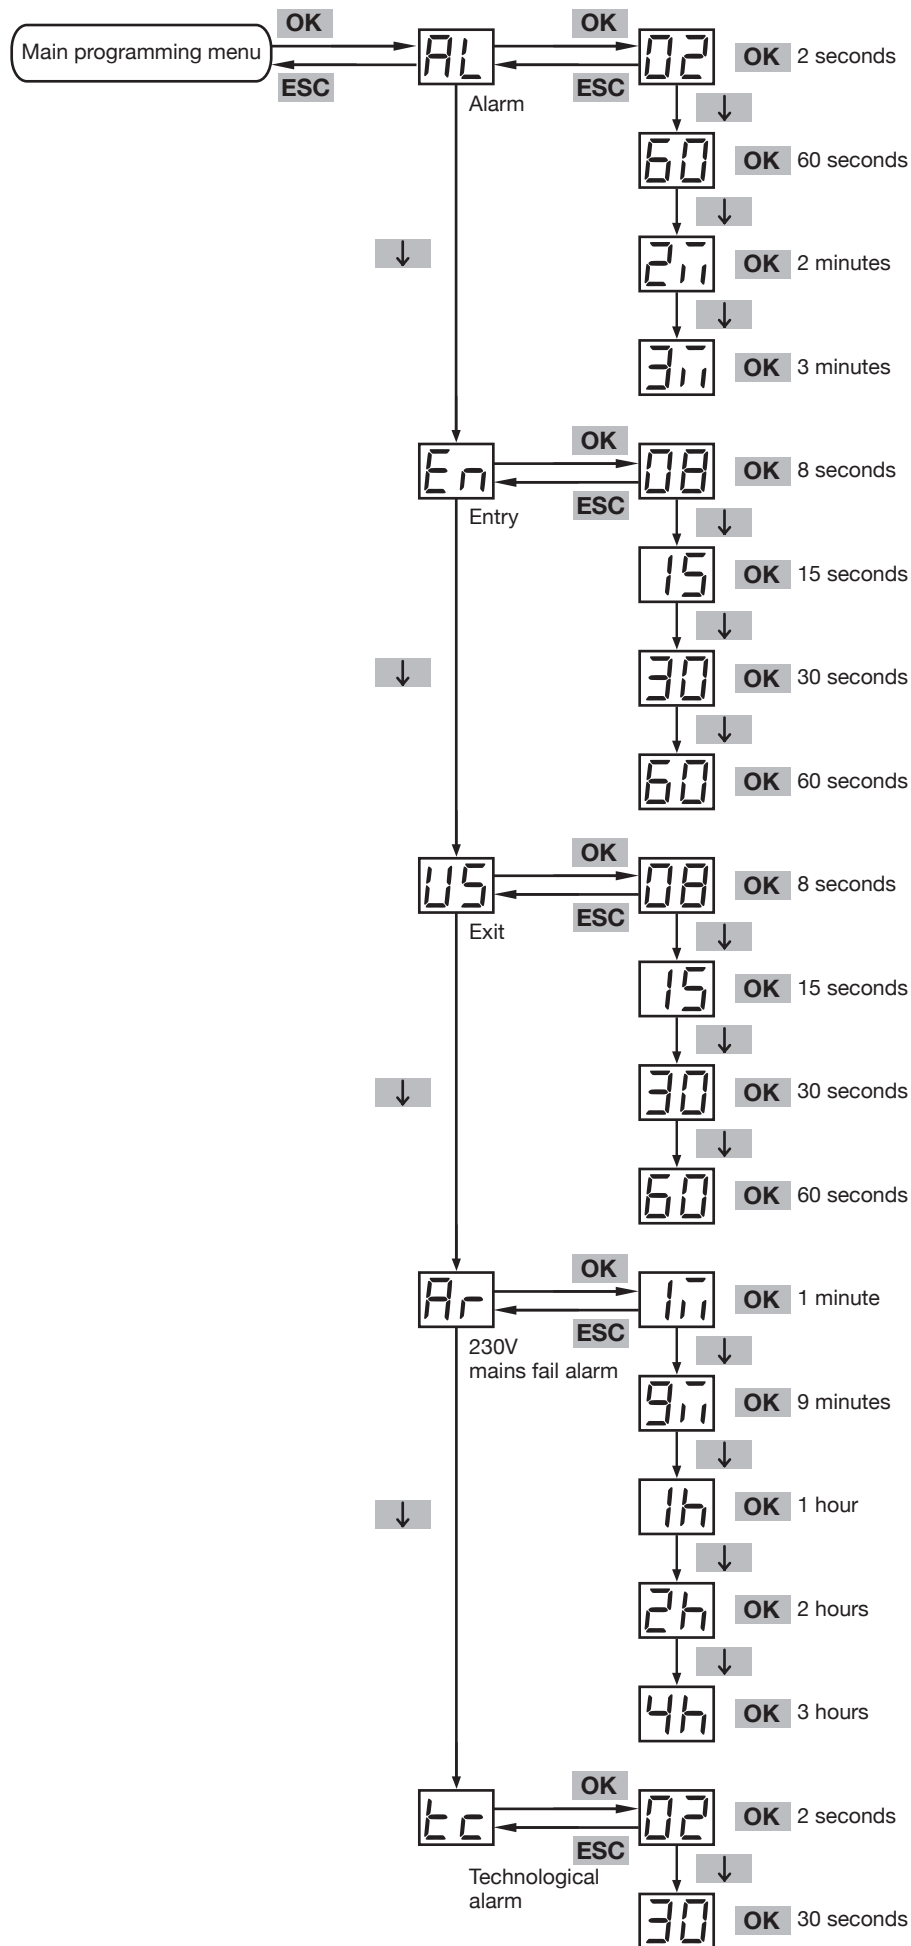 OK
OK
Main programming menu
AL
02
OK 2 seconds
ESC
ESC
Alarm
↓
60
OK 60 seconds
↓
↓
2m
OK 2 minutes
↓
3m
OK 3 minutes
OK
En
08
OK 8 seconds
ESC
Entry
↓
15
OK 15 seconds
↓
↓
30
OK 30 seconds
↓
60
OK 60 seconds
OK
US
08
OK 8 seconds
ESC
Exit
↓
15
OK 15 seconds
↓
↓
30
OK 30 seconds
↓
60
OK 60 seconds
OK
Ar
1m
OK 1 minute
ESC
230V
mains fail alarm
↓
9m
OK 9 minutes
↓
↓
1h
OK 1 hour
↓
2h
OK 2 hours
↓
4h
OK 3 hours
OK
tc
02
OK 2 seconds
ESC
Technological
alarm
↓
30
OK 30 seconds